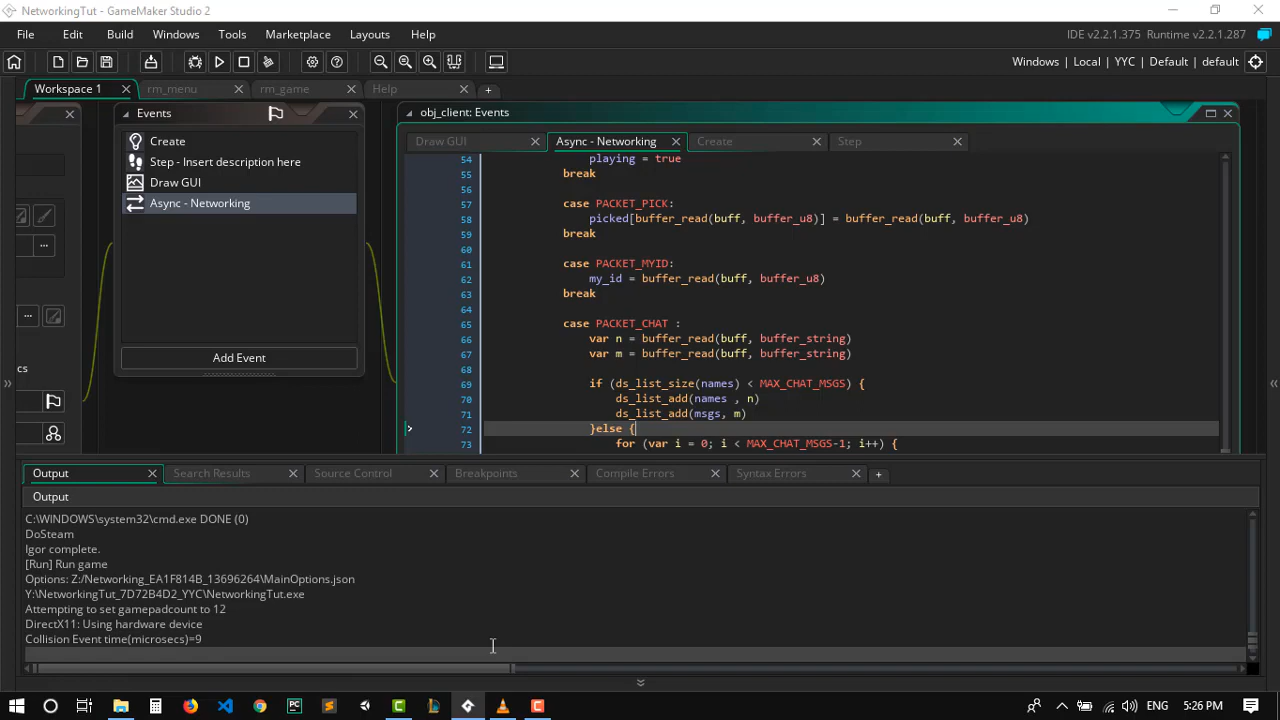 NetworkingTut - GameMaker Studio 2
File Edit Build Windows Tools Marketplace Layouts Help
IDE v2.2.1.375 Runtime v2.2.1.287
Windows | Local | YYC | Default | default
Workspace 1 rm_menu rm_game Help
Events
Create
Step - Insert description here
Draw GUI
Async - Networking
Add Event
cs
obj_client: Events
Draw GUI Async - Networking Create Step
54 playing = true
55 break
56
57 case PACKET_PICK:
58 picked[buffer_read(buff, buffer_u8)] = buffer_read(buff, buffer_u8)
59 break
60
61 case PACKET_MYID:
62 my_id = buffer_read(buff, buffer_u8)
63 break
64
65 case PACKET_CHAT :
66 var n = buffer_read(buff, buffer_string)
67 var m = buffer_read(buff, buffer_string)
68
69 if (ds_list_size(names) < MAX_CHAT_MSGS) {
70 ds_list_add(names , n)
71 ds_list_add(msgs, m)
72 }else {
73 for (var i = 0; i < MAX_CHAT_MSGS-1; i++) {
Output Search Results Source Control Breakpoints Compile Errors Syntax Errors
Output
C:\WINDOWS\system32\cmd.exe DONE (0)
DoSteam
Igor complete.
[Run] Run game
Options: Z:/Networking_EA1F814B_13696264\MainOptions.json
Y:\NetworkingTut_7D72B4D2_YYC\NetworkingTut.exe
Attempting to set gamepadcount to 12
DirectX11: Using hardware device
Collision Event time(microsecs)=9
5:26 PM